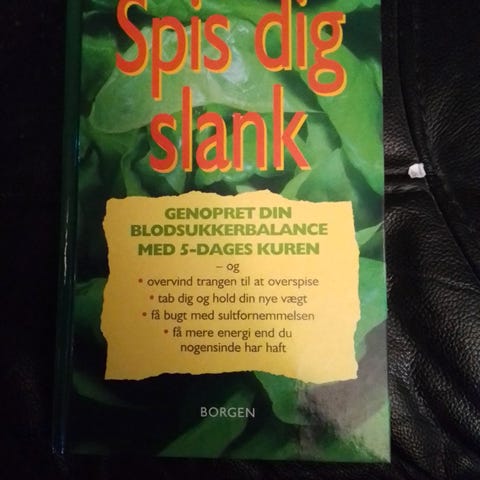 Spis dig
slank
GENOPRET DIN
BLODSUKKERBALANCE
MED 5-DAGES KUREN
– og
• overvind trangen til at overspise
• tab dig og hold din nye vægt
• få bugt med sultfornemmelsen
• få mere energi end du
nogensinde har haft
BORGEN